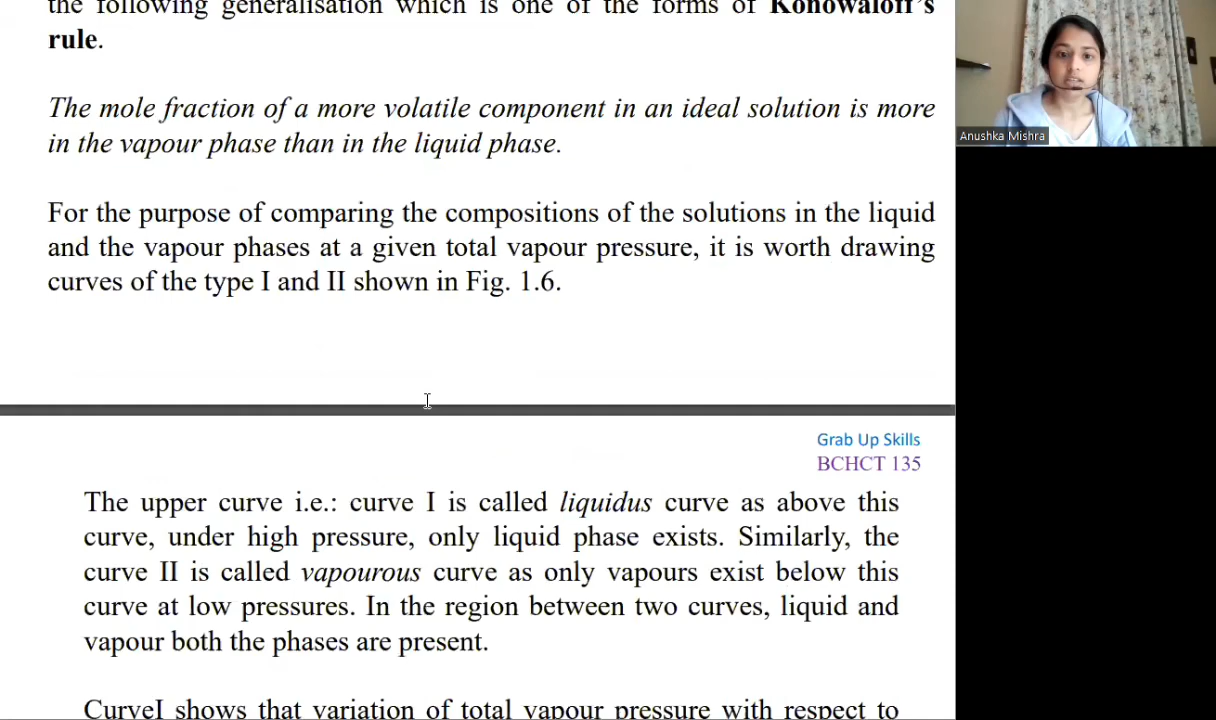 the following generalisation which is one of the forms of Konowaloff's
rule.
The mole fraction of a more volatile component in an ideal solution is more
in the vapour phase than in the liquid phase.
For the purpose of comparing the compositions of the solutions in the liquid
and the vapour phases at a given total vapour pressure, it is worth drawing
curves of the type I and II shown in Fig. 1.6.
Anushka Mishra
Grab Up Skills
BCHCT 135
The upper curve i.e.: curve I is called liquidus curve as above this
curve, under high pressure, only liquid phase exists. Similarly, the
curve II is called vapourous curve as only vapours exist below this
curve at low pressures. In the region between two curves, liquid and
vapour both the phases are present.
CurveI shows that variation of total vapour pressure with respect to